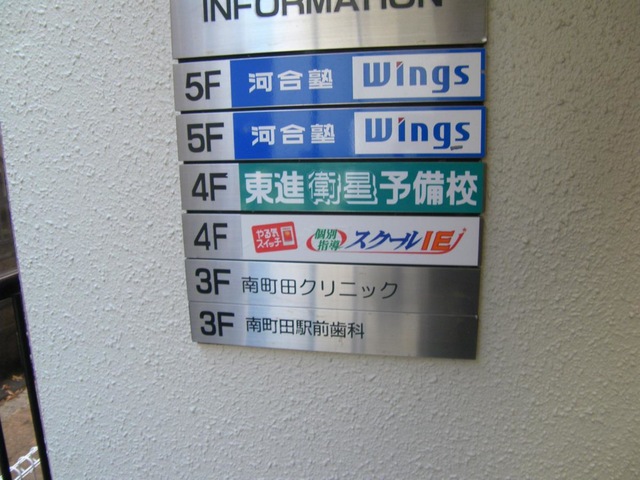 INFORMATION
5F 河合塾 Wings
5F 河合塾 Wings
4F 東進衛星予備校
4F やる気スイッチ 個別指導 スクールIE
3F 南町田クリニック
3F 南町田駅前歯科